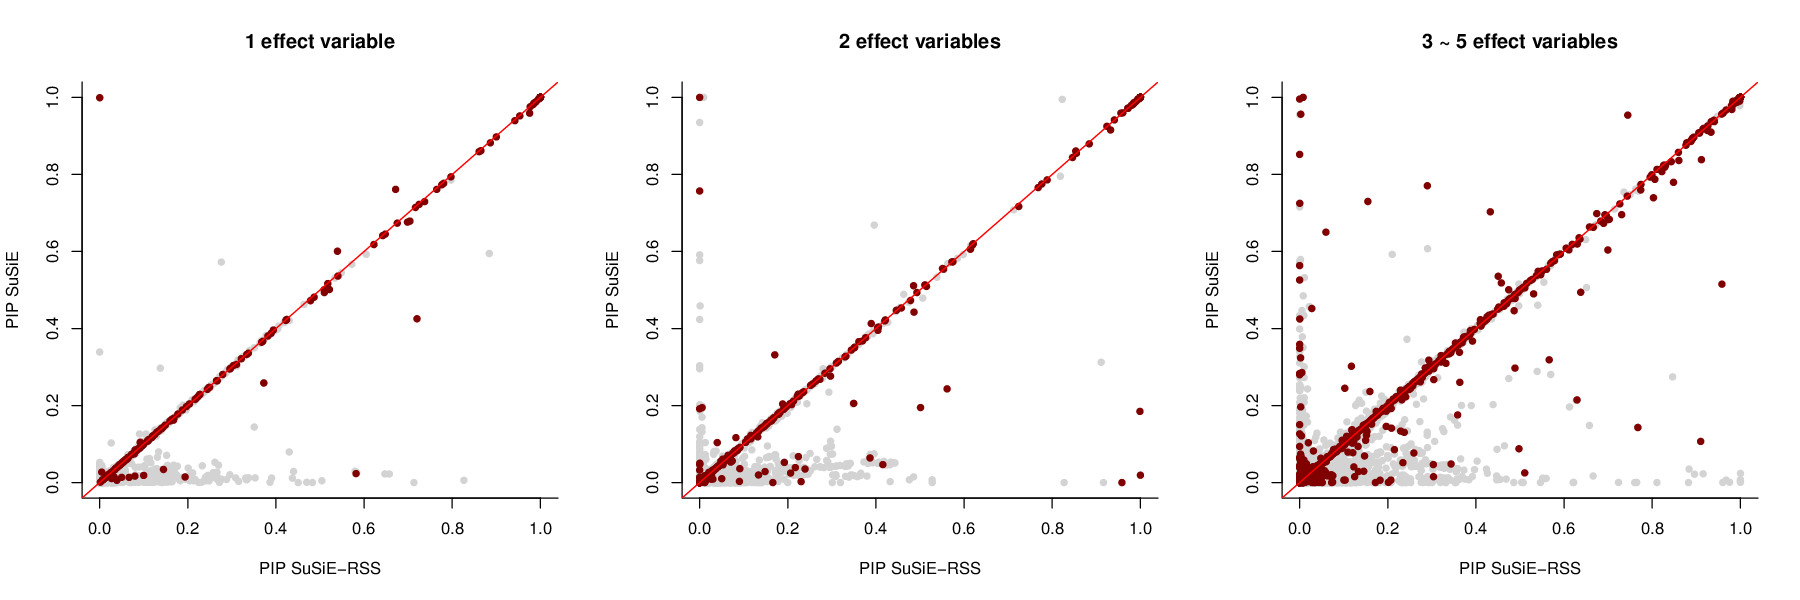 1 effect variable
PIP SuSiE
1.0
0.8
0.6
0.4
0.2
0.0
0.0 0.2 0.4 0.6 0.8 1.0
PIP SuSiE−RSS
2 effect variables
PIP SuSiE
1.0
0.8
0.6
0.4
0.2
0.0
0.0 0.2 0.4 0.6 0.8 1.0
PIP SuSiE−RSS
3 ~ 5 effect variables
PIP SuSiE
1.0
0.8
0.6
0.4
0.2
0.0
0.0 0.2 0.4 0.6 0.8 1.0
PIP SuSiE−RSS